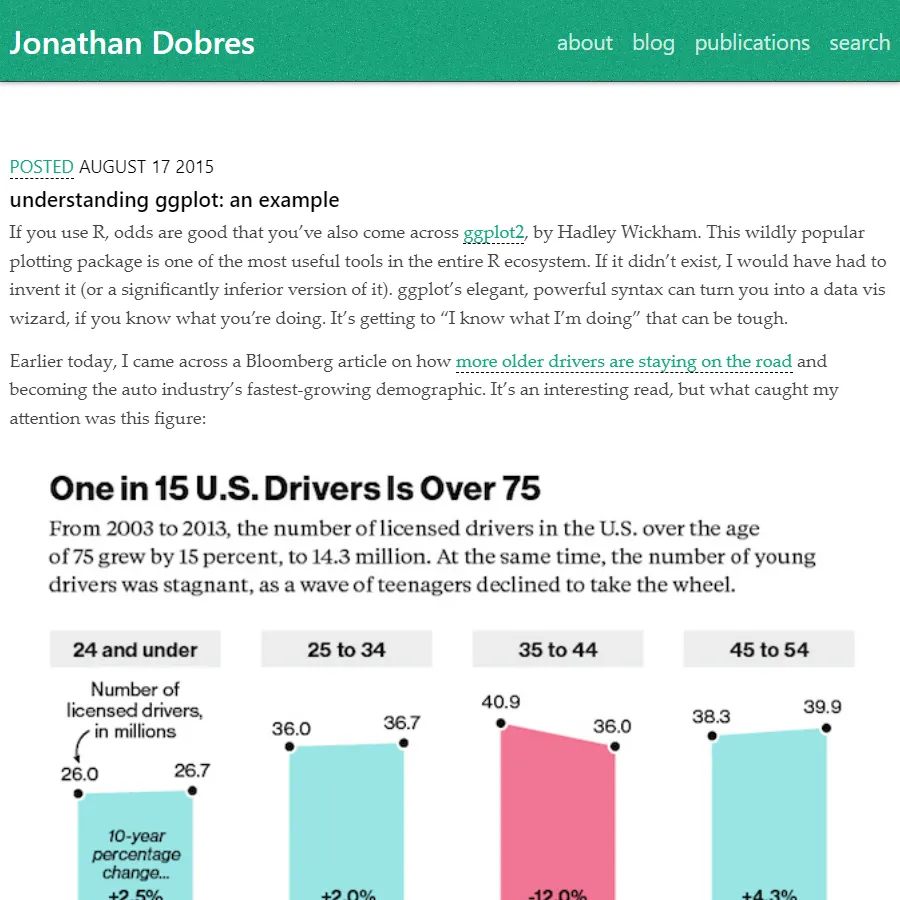 Jonathan Dobres
about blog publications search
POSTED AUGUST 17 2015
understanding ggplot: an example
If you use R, odds are good that you’ve also come across ggplot2, by Hadley Wickham. This wildly popular
plotting package is one of the most useful tools in the entire R ecosystem. If it didn’t exist, I would have had to
invent it (or a significantly inferior version of it). ggplot’s elegant, powerful syntax can turn you into a data vis
wizard, if you know what you’re doing. It’s getting to “I know what I’m doing” that can be tough.
Earlier today, I came across a Bloomberg article on how more older drivers are staying on the road and
becoming the auto industry’s fastest-growing demographic. It’s an interesting read, but what caught my
attention was this figure:
One in 15 U.S. Drivers Is Over 75
From 2003 to 2013, the number of licensed drivers in the U.S. over the age
of 75 grew by 15 percent, to 14.3 million. At the same time, the number of young
drivers was stagnant, as a wave of teenagers declined to take the wheel.
24 and under
25 to 34
35 to 44
45 to 54
Number of
licensed drivers,
in millions
26.0
26.7
36.0
36.7
40.9
36.0
38.3
39.9
10-year
percentage
change...
+2.5%
+2.0%
-12.0%
+4.3%